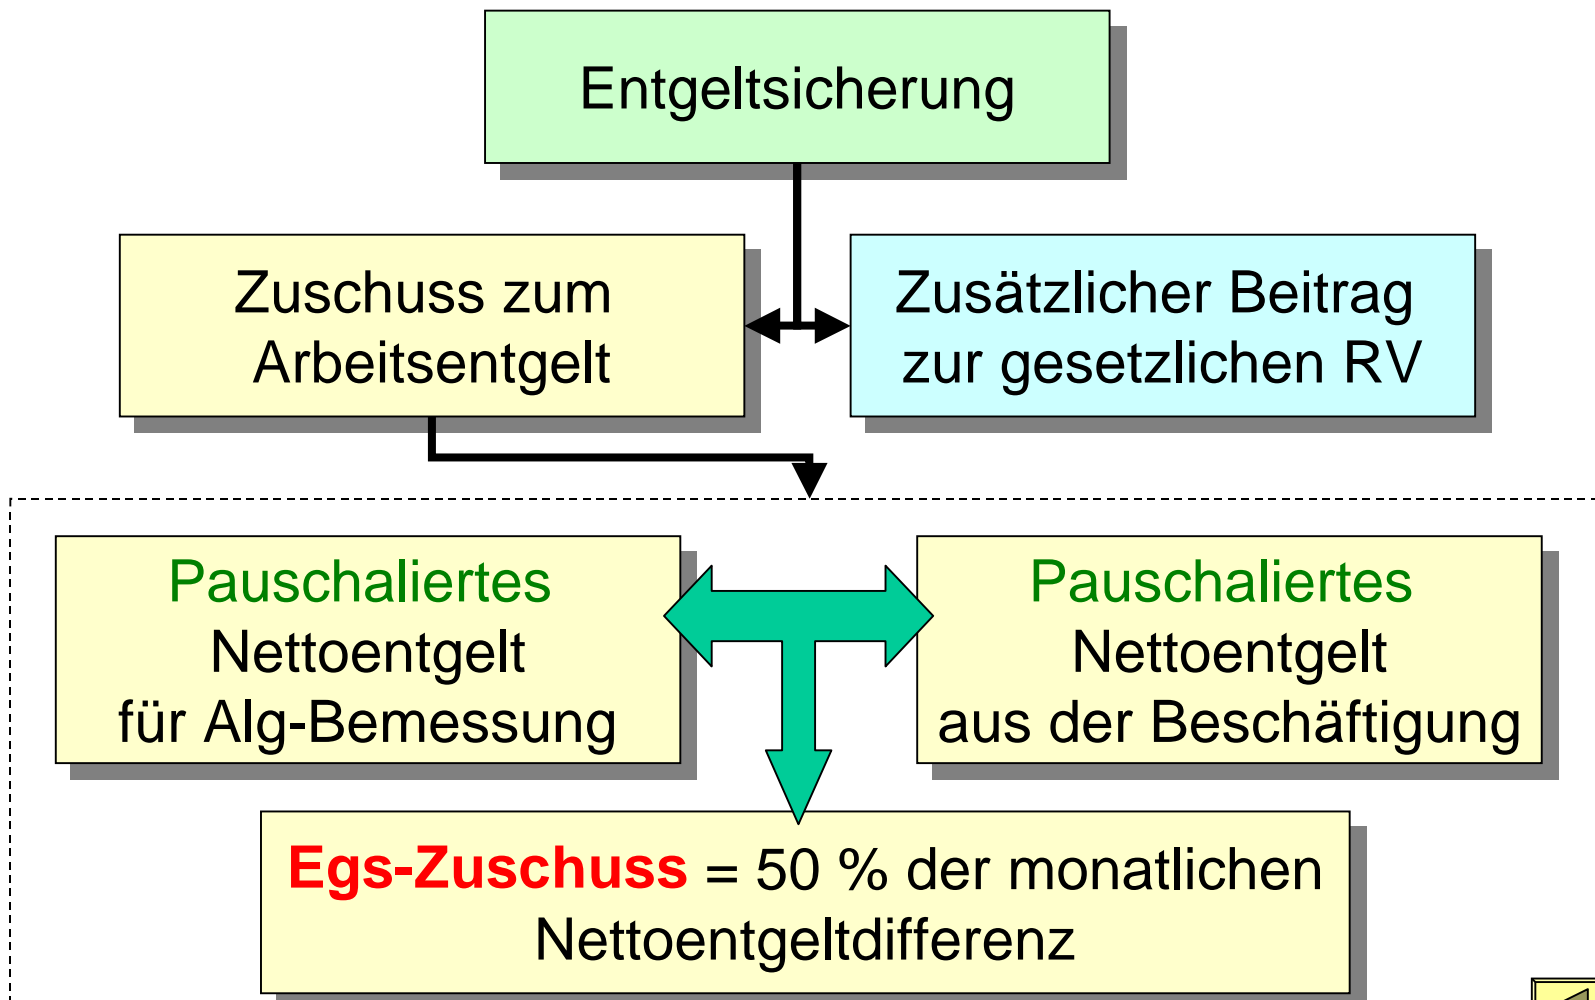 Entgeltsicherung
Zuschuss zum
Arbeitsentgelt
Zusätzlicher Beitrag
zur gesetzlichen RV
Pauschaliertes
Nettoentgelt
für Alg-Bemessung
Pauschaliertes
Nettoentgelt
aus der Beschäftigung
Egs-Zuschuss = 50 % der monatlichen
Nettoentgeltdifferenz